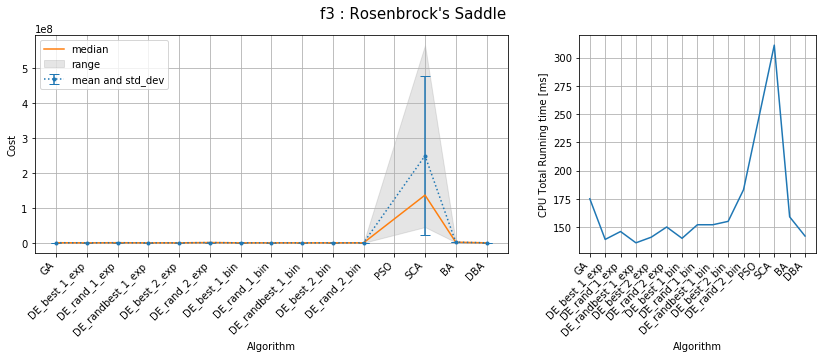 f3 : Rosenbrock's Saddle
1e8
median
range
mean and std_dev
5
4
3
2
1
0
Cost
GA
DE_best_1_exp
DE_rand_1_exp
DE_randbest_1_exp
DE_best_2_exp
DE_rand_2_exp
DE_best_1_bin
DE_rand_1_bin
DE_randbest_1_bin
DE_best_2_bin
DE_rand_2_bin
PSO
SCA
BA
DBA
Algorithm
300
275
250
225
200
175
150
CPU Total Running time [ms]
GA
DE_best_1_exp
DE_rand_1_exp
DE_randbest_1_exp
DE_best_2_exp
DE_rand_2_exp
DE_best_1_bin
DE_rand_1_bin
DE_randbest_1_bin
DE_best_2_bin
DE_rand_2_bin
PSO
SCA
BA
DBA
Algorithm